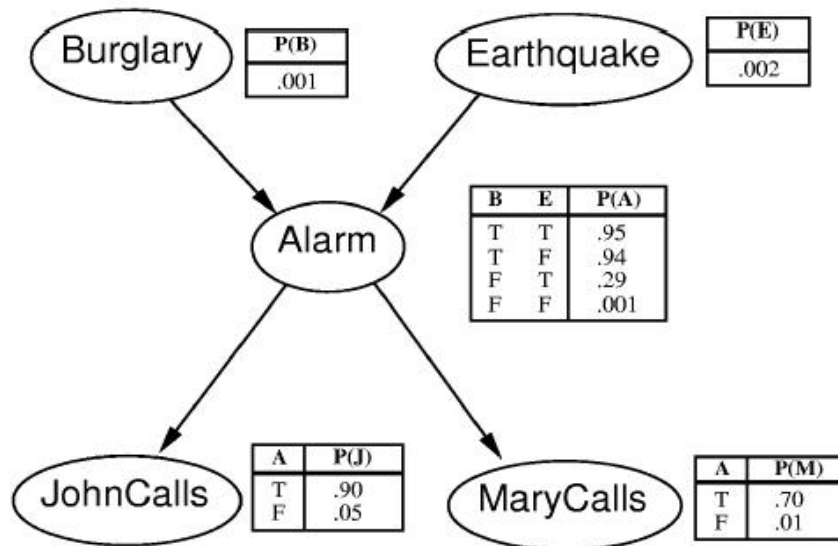 Burglary
P(B)
.001
Earthquake
P(E)
.002
Alarm
B E P(A)
T T .95
T F .94
F T .29
F F .001
JohnCalls
A P(J)
T .90
F .05
MaryCalls
A P(M)
T .70
F .01